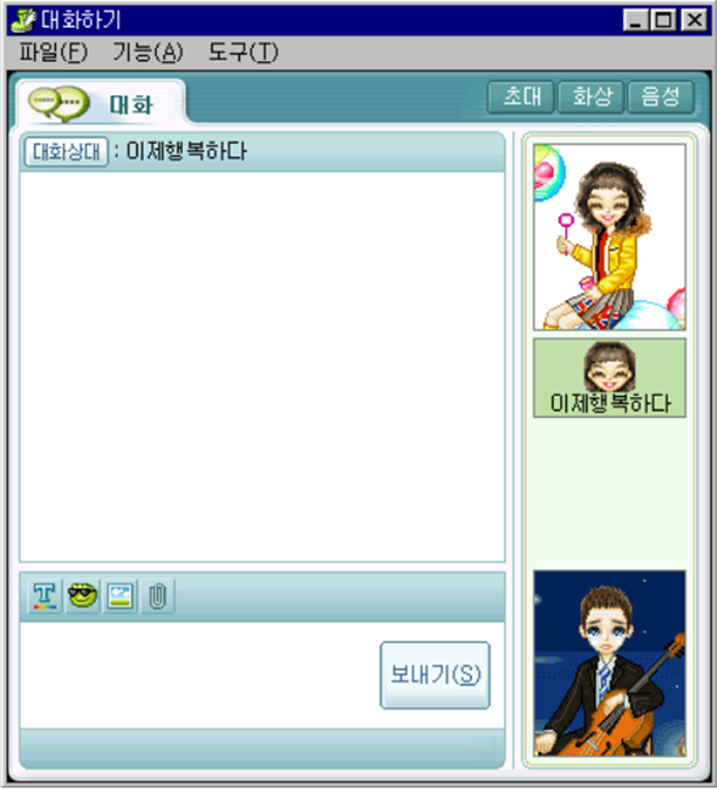 대화하기
파일(F) 기능(A) 도구(T)
대화
초대 화상 음성
대화상대 : 이제행복하다
이제행복하다
T
보내기(S)